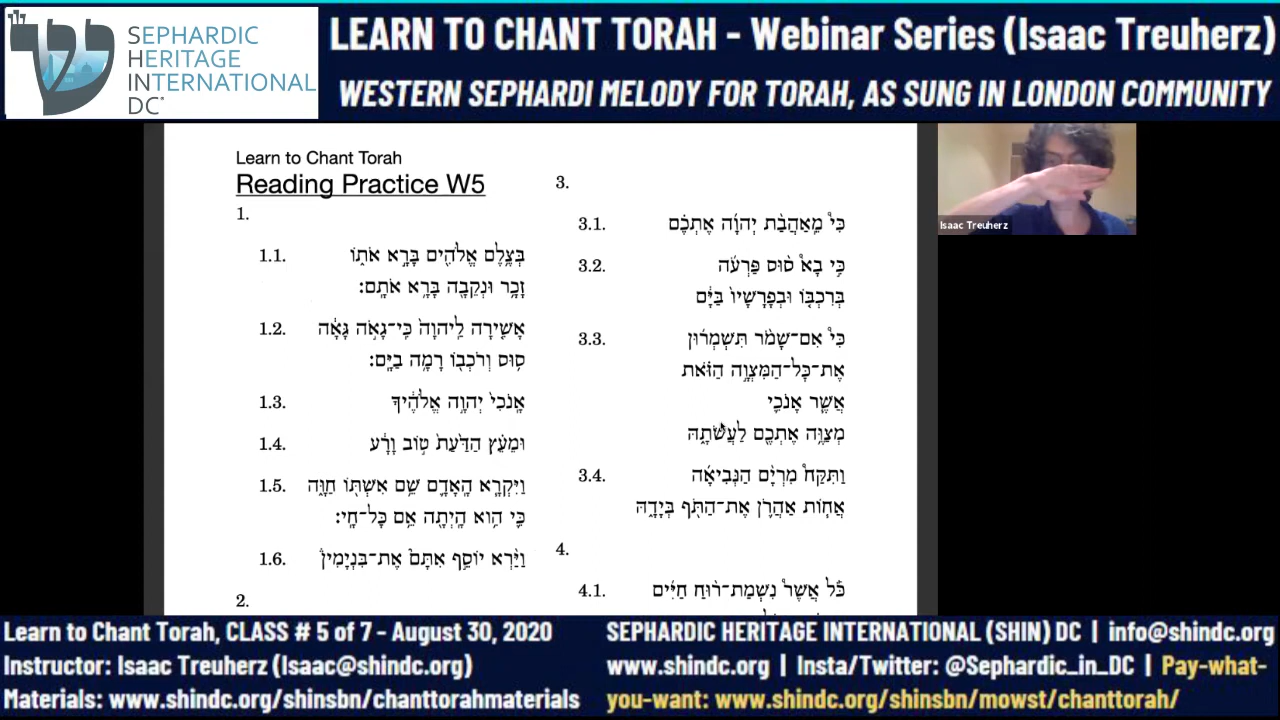 SEPHARDIC
HERITAGE
INTERNATIONAL
DC
LEARN TO CHANT TORAH - Webinar Series (Isaac Treuherz)
WESTERN SEPHARDI MELODY FOR TORAH, AS SUNG IN LONDON COMMUNITY
Learn to Chant Torah
Reading Practice W5
1.
1.1. בְּצֶ֥לֶם אֱלֹהִ֖ים בָּרָ֣א אֹת֑וֹ
זָכָ֥ר וּנְקֵבָ֖ה בָּרָ֥א אֹתָֽם׃
1.2. אָשִׁ֤ירָה לַֽיהוָה֙ כִּֽי־גָאֹ֣ה גָּאָ֔ה
ס֥וּס וְרֹכְב֖וֹ רָמָ֥ה בַיָּֽם׃
1.3. אָֽנֹכִי֙ יְהוָ֣ה אֱלֹהֶ֔יךָ
1.4. וּמֵעֵ֗ץ הַדַּ֙עַת֙ ט֣וֹב וָרָ֔ע
1.5. וַיִּקְרָ֧א הָֽאָדָ֛ם שֵׁ֥ם אִשְׁתּ֖וֹ חַוָּ֑ה
כִּ֛י הִ֥וא הָֽיְתָ֖ה אֵ֥ם כָּל־חָֽי׃
1.6. וַיַּ֨רְא יוֹסֵ֣ף אִתָּם֮ אֶת־בִּנְיָמִין֒
2.
3.
3.1. כִּי֩ מֵֽאַהֲבַ֨ת יְהוָ֜ה אֶתְכֶ֗ם
3.2. כִּ֣י בָא֩ ס֨וּס פַּרְעֹ֜ה
בְּרִכְבּ֤וֹ וּבְפָרָשָׁיו֙ בַּיָּ֔ם
3.3. כִּי֩ אִם־שָׁמֹ֨ר תִּשְׁמְר֜וּן
אֶת־כָּל־הַמִּצְוָ֣ה הַזֹּ֗את
אֲשֶׁ֧ר אָנֹכִ֛י
מְצַוֶּ֥ה אֶתְכֶ֖ם לַעֲשֹׂתָ֑הּ
3.4. וַתִּקַּח֩ מִרְיָ֨ם הַנְּבִיאָ֜ה
אֲח֧וֹת אַהֲרֹ֛ן אֶת־הַתֹּ֖ף בְּיָדָ֑הּ
4.
4.1. כֹּ֡ל אֲשֶׁר֩ נִשְׁמַת־ר֨וּחַ חַיִּ֜ים
Isaac Treuherz
Learn to Chant Torah, CLASS # 5 of 7 - August 30, 2020
Instructor: Isaac Treuherz (Isaac@shindc.org)
Materials: www.shindc.org/shinsbn/chanttorahmaterials
SEPHARDIC HERITAGE INTERNATIONAL (SHIN) DC | info@shindc.org
www.shindc.org | Insta/Twitter: @Sephardic_in_DC | Pay-what-
you-want: www.shindc.org/shinsbn/mowst/chanttorah/